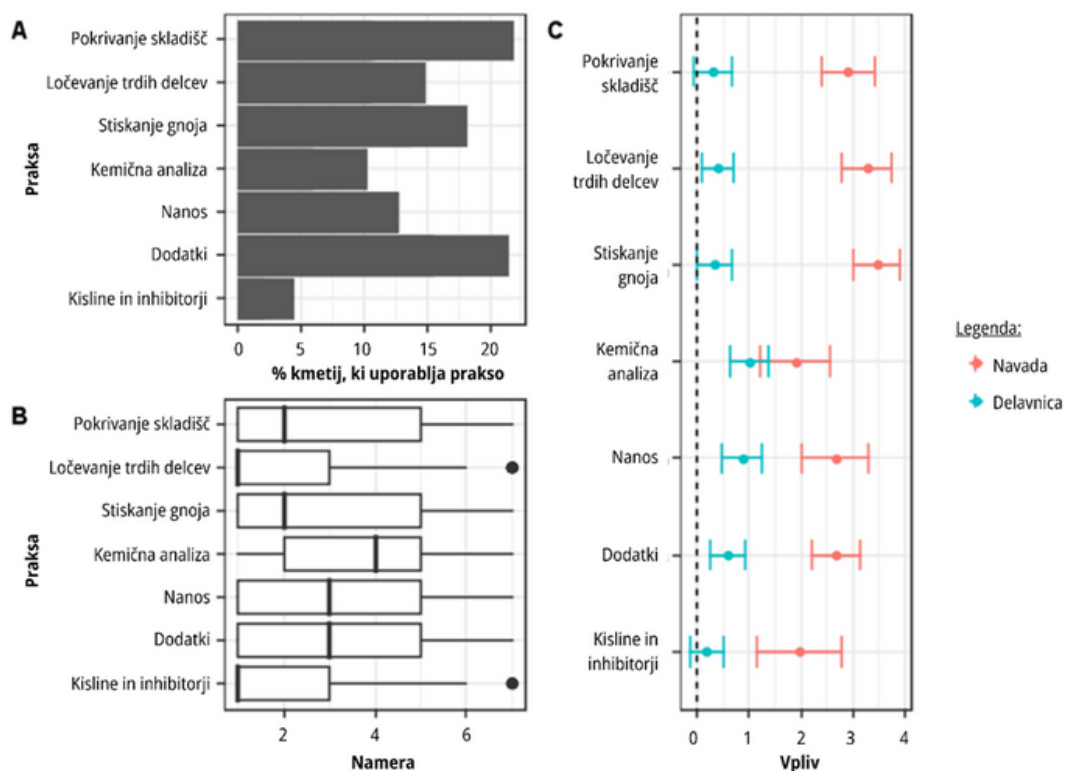 A
Praksa
Pokrivanje skladišč
Ločevanje trdih delcev
Stiskanje gnoja
Kemična analiza
Nanos
Dodatki
Kisline in inhibitorji
0 5 10 15 20
% kmetij, ki uporablja prakso
B
Praksa
Pokrivanje skladišč
Ločevanje trdih delcev
Stiskanje gnoja
Kemična analiza
Nanos
Dodatki
Kisline in inhibitorji
2 4 6
Namera
C
Pokrivanje
skladišč
Ločevanje
trdih delcev
Stiskanje
gnoja
Kemična
analiza
Nanos
Dodatki
Kisline in
inhibitorji
0 1 2 3 4
Vpliv
Legenda:
Navada
Delavnica